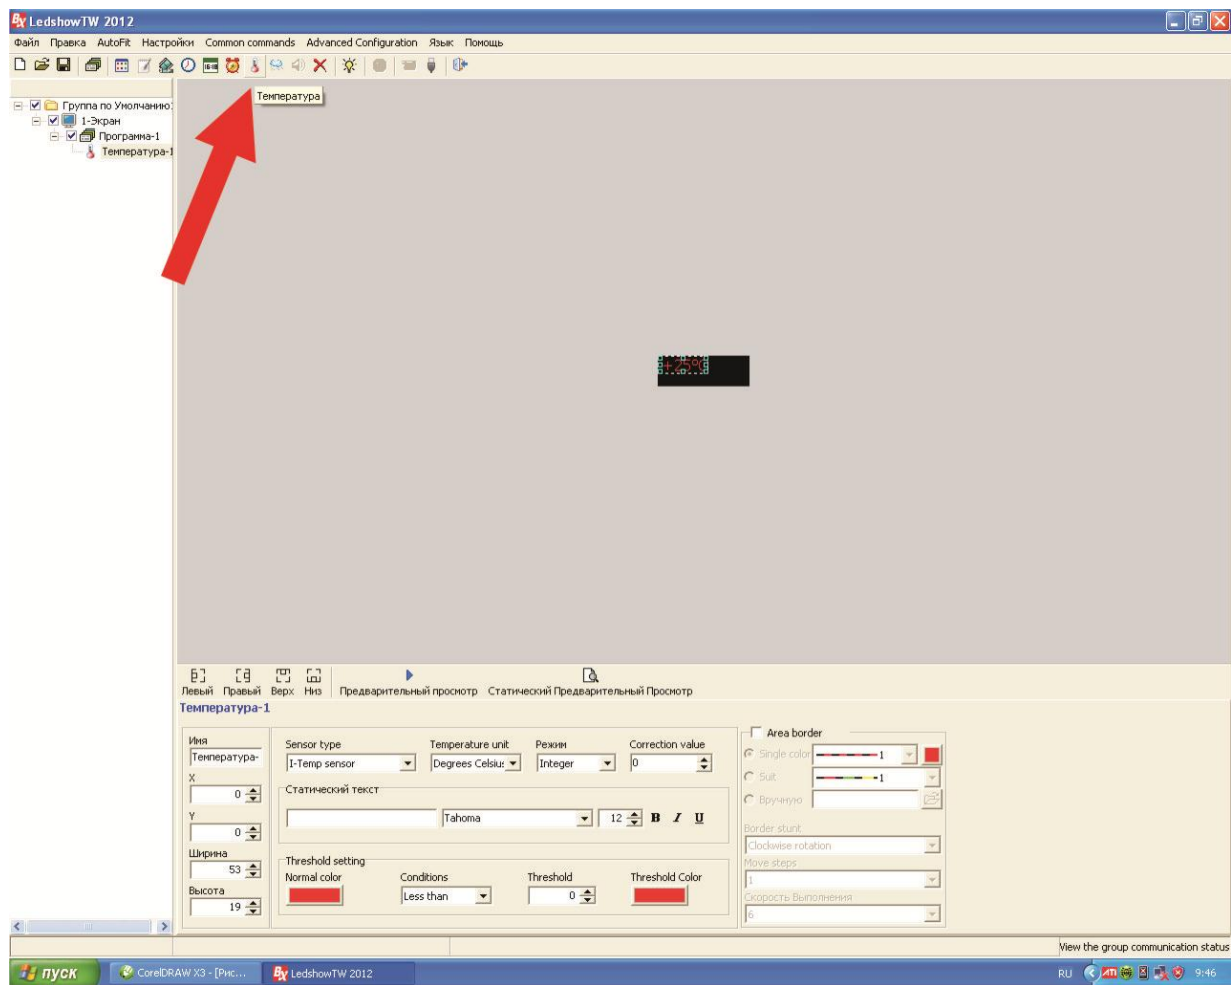 LedshowTW 2012
Файл Правка AutoFit Настройки Common commands Advanced Configuration Язык Помощь
Температура
Группа по Умолчанию
1-Экран
Программа-1
Температура-1
+25°C
Левый Правый Верх Низ Предварительный просмотр Статический Предварительный Просмотр
Температура-1
Имя
Температура-
X
0
Y
0
Ширина
53
Высота
19
Sensor type Temperature unit Режим Correction value
I-Temp sensor Degrees Celsius Integer 0
Статический текст
Tahoma 12 B I U
Threshold setting
Normal color Conditions Threshold Threshold Color
Less than 0
Area border
Single color 1
Suit 1
Вручную
Border stunt
Clockwise rotation
Move steps
1
Скорость Выполнения
6
View the group communication status
пуск CorelDRAW X3 - [Рис... LedshowTW 2012 RU ATI 9:46